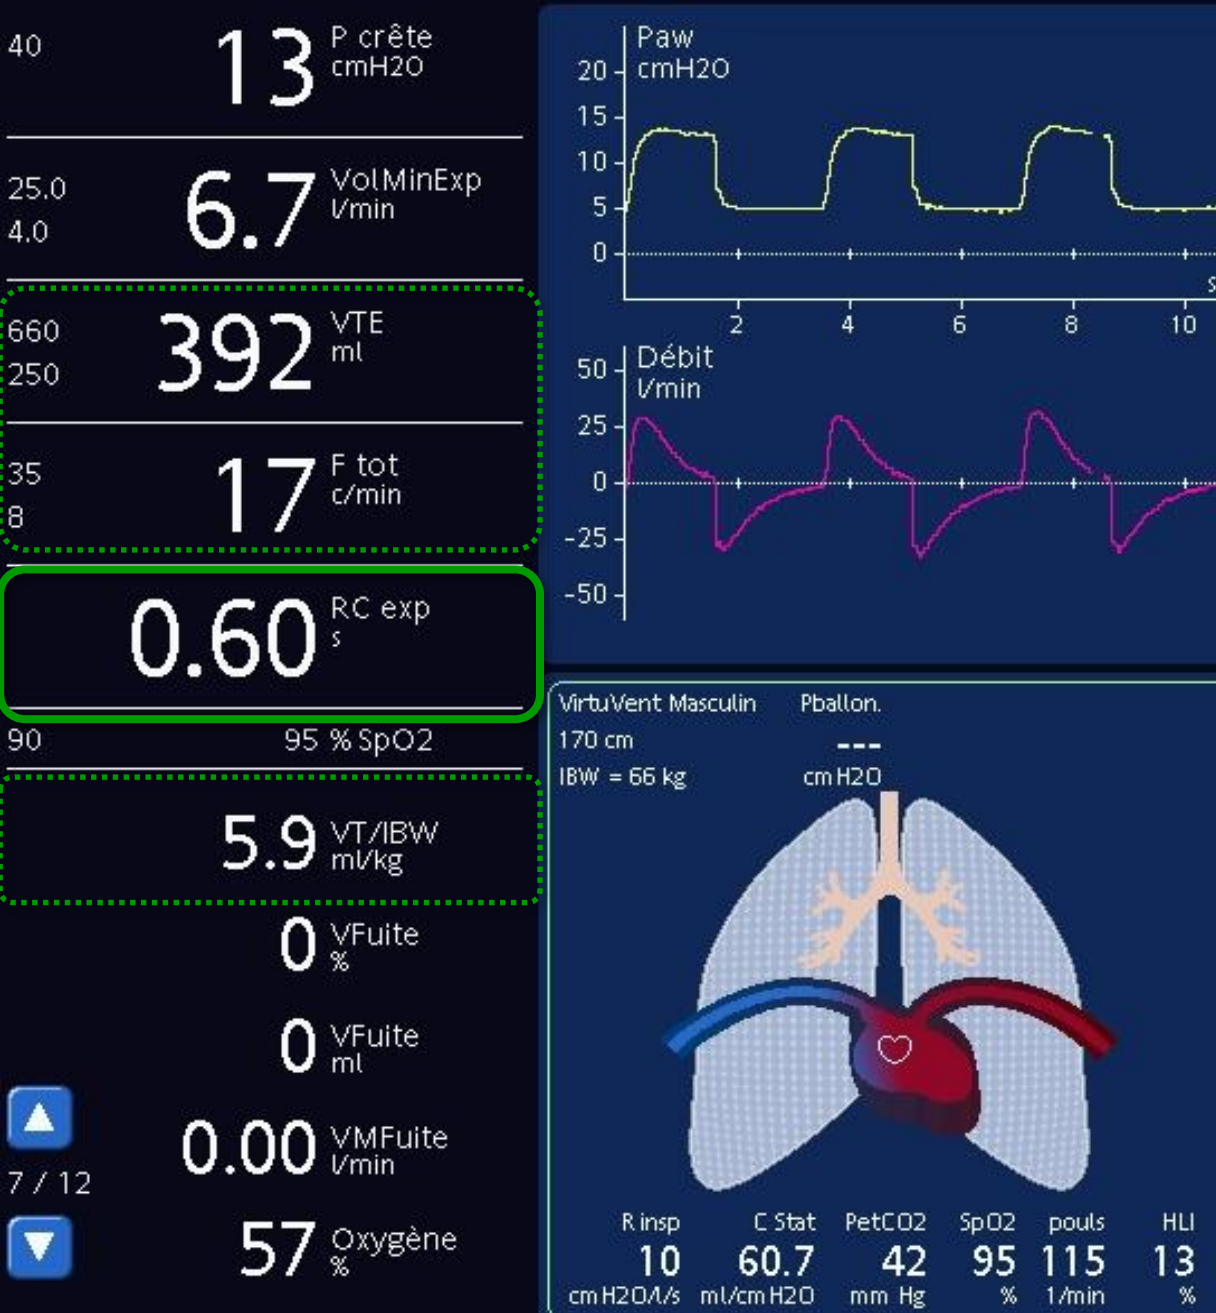 40
13 P crête
cmH2O
25.0
4.0
6.7 VolMinExp
l/min
660
250
392 VTE
ml
35
8
17 F tot
c/min
0.60 RC exp
s
90
95 % SpO2
5.9 VT/IBW
ml/kg
0 VFuite
%
0 VFuite
ml
0.00 VMFuite
l/min
7 / 12
57 Oxygène
%
Paw
cmH2O
20
15
10
5
0
s
2 4 6 8 10
Débit
l/min
50
25
0
-25
-50
VirtuVent Masculin Pballon.
170 cm ---
IBW = 66 kg cmH2O
R insp C Stat PetCO2 SpO2 pouls HLI
10 60.7 42 95 115 13
cmH2O/l/s ml/cmH2O mm Hg % 1/min %